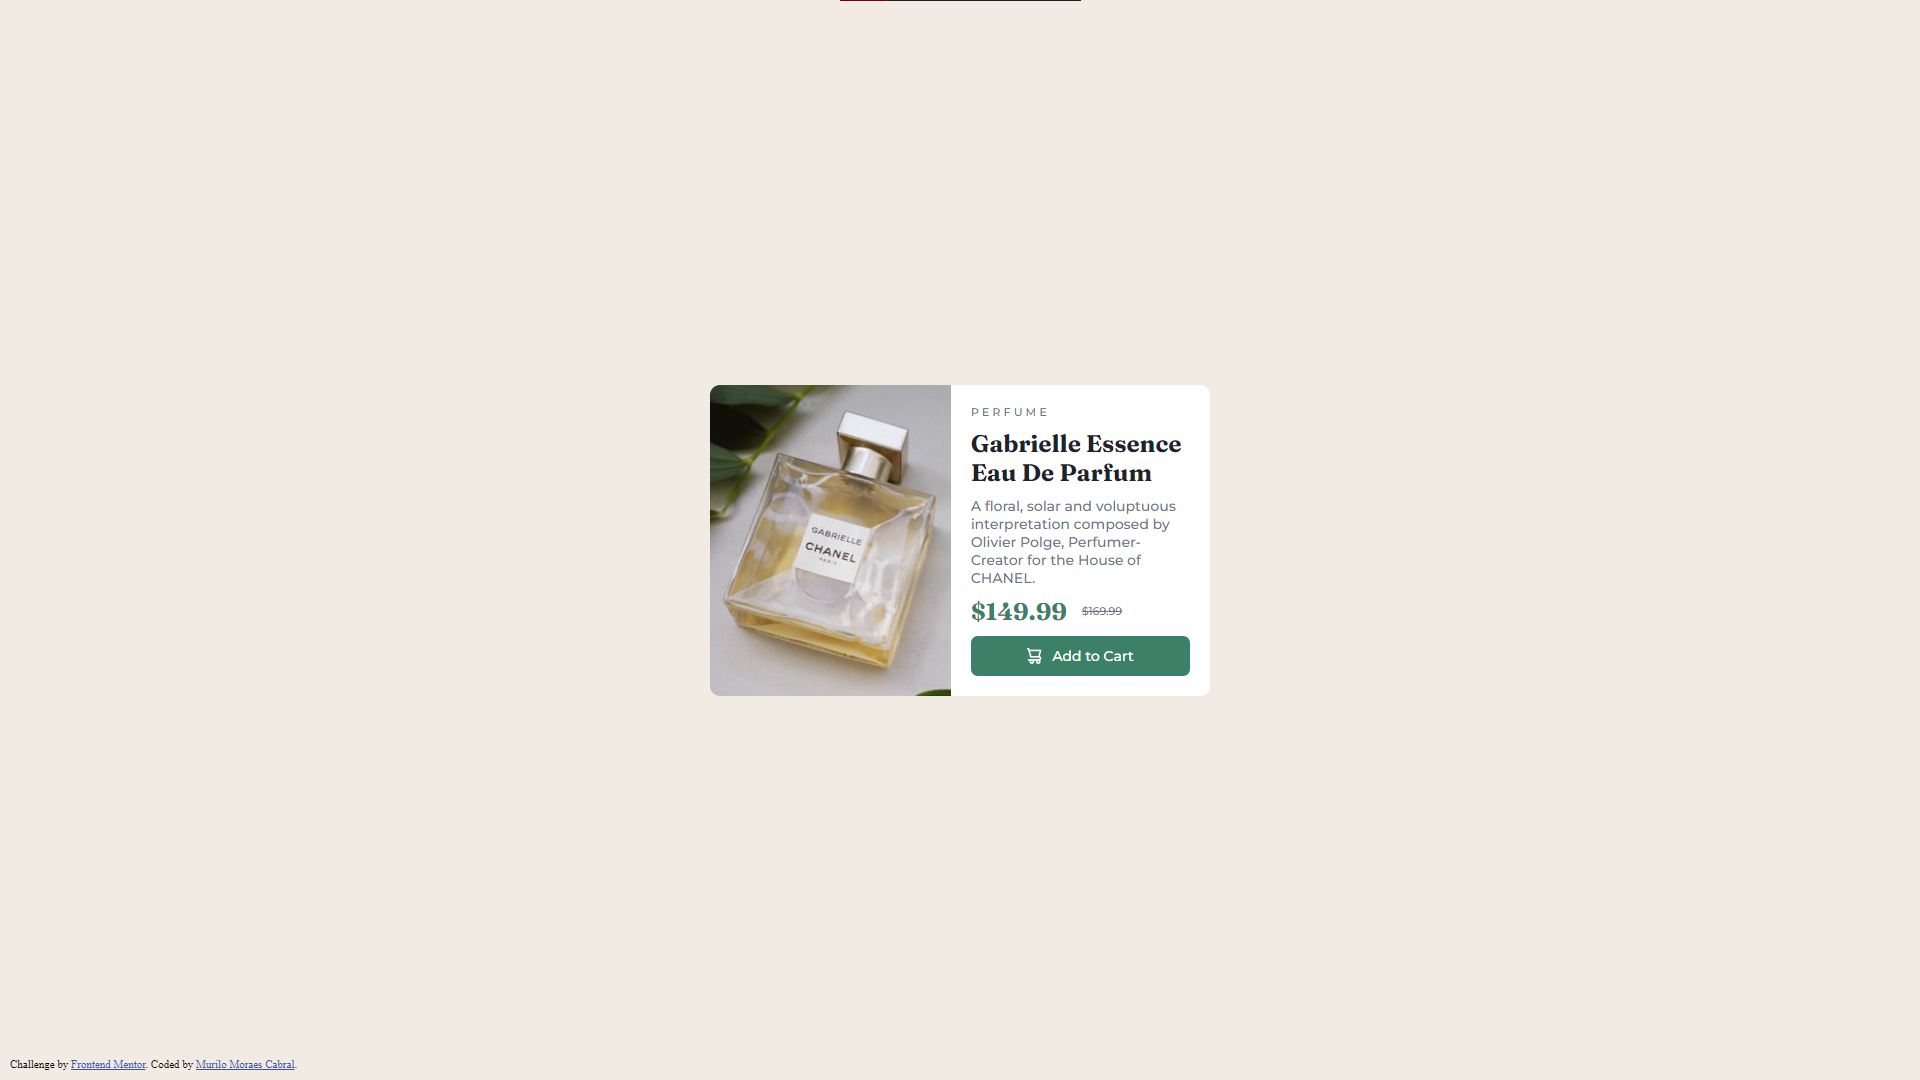 GABRIELLE
CHANEL
PARIS
PERFUME
Gabrielle Essence
Eau De Parfum
A floral, solar and voluptuous
interpretation composed by
Olivier Polge, Perfumer-
Creator for the House of
CHANEL.
$149.99 $169.99
Add to Cart
Challenge by Frontend Mentor. Coded by Murilo Moraes Cabral.